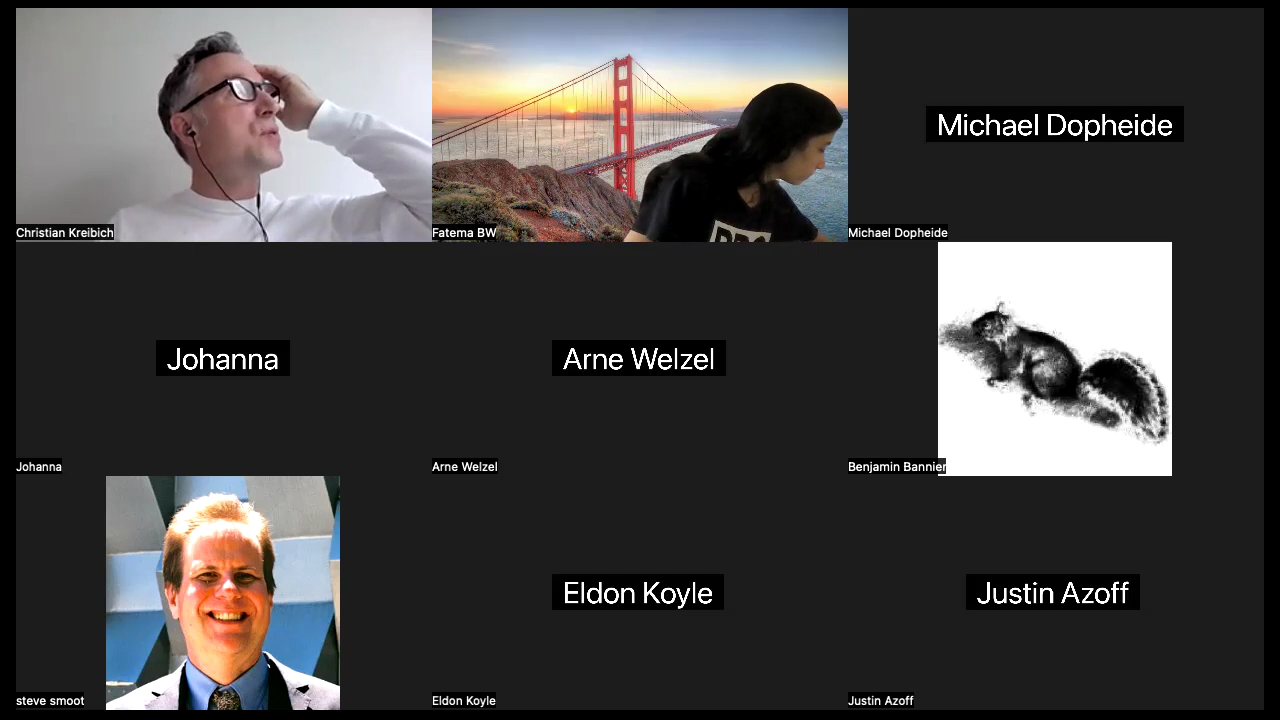 Michael Dopheide
Christian Kreibich
Fatema BW
Michael Dopheide
Johanna
Arne Welzel
Johanna
Arne Welzel
Benjamin Bannier
Eldon Koyle
Justin Azoff
steve smoot
Eldon Koyle
Justin Azoff